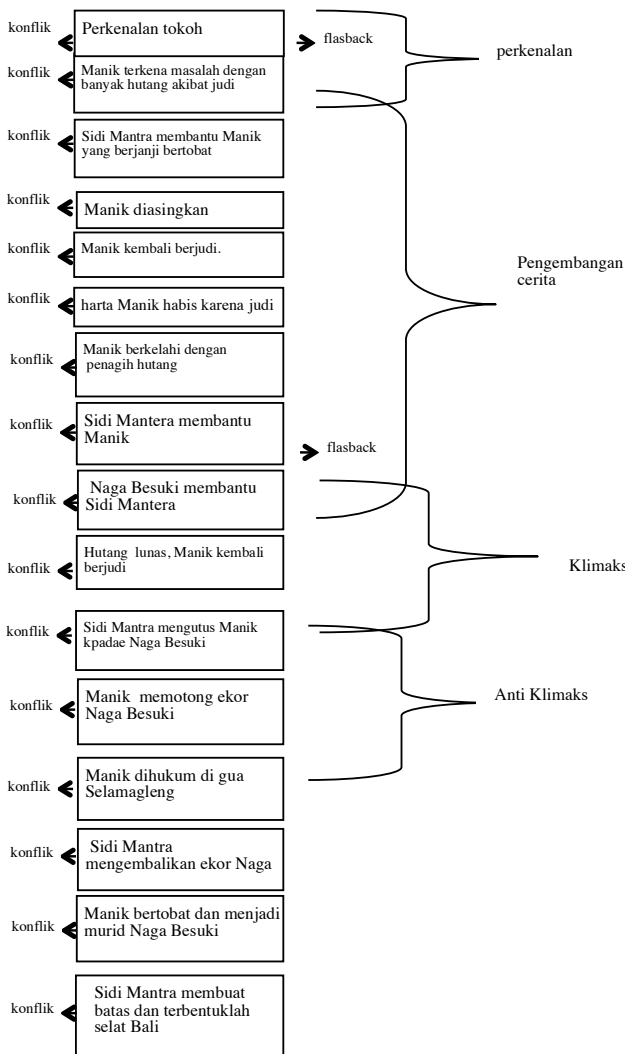 konflik
Perkenalan tokoh
flasback
perkenalan
konflik
Manik terkena masalah dengan
banyak hutang akibat judi
konflik
Sidi Mantra membantu Manik
yang berjanji bertobat
konflik
Manik diasingkan
konflik
Manik kembali berjudi.
Pengembangan
cerita
konflik
harta Manik habis karena judi
konflik
Manik berkelahi dengan
penagih hutang
konflik
Sidi Mantera membantu
Manik
flasback
konflik
Naga Besuki membantu
Sidi Mantera
konflik
Hutang lunas, Manik kembali
berjudi
Klimaks
konflik
Sidi Mantra mengutus Manik
kpadae Naga Besuki
konflik
Manik memotong ekor
Naga Besuki
Anti Klimaks
konflik
Manik dihukum di gua
Selamagleng
konflik
Sidi Mantra
mengembalikan ekor Naga
konflik
Manik bertobat dan menjadi
murid Naga Besuki
konflik
Sidi Mantra membuat
batas dan terbentuklah
selat Bali